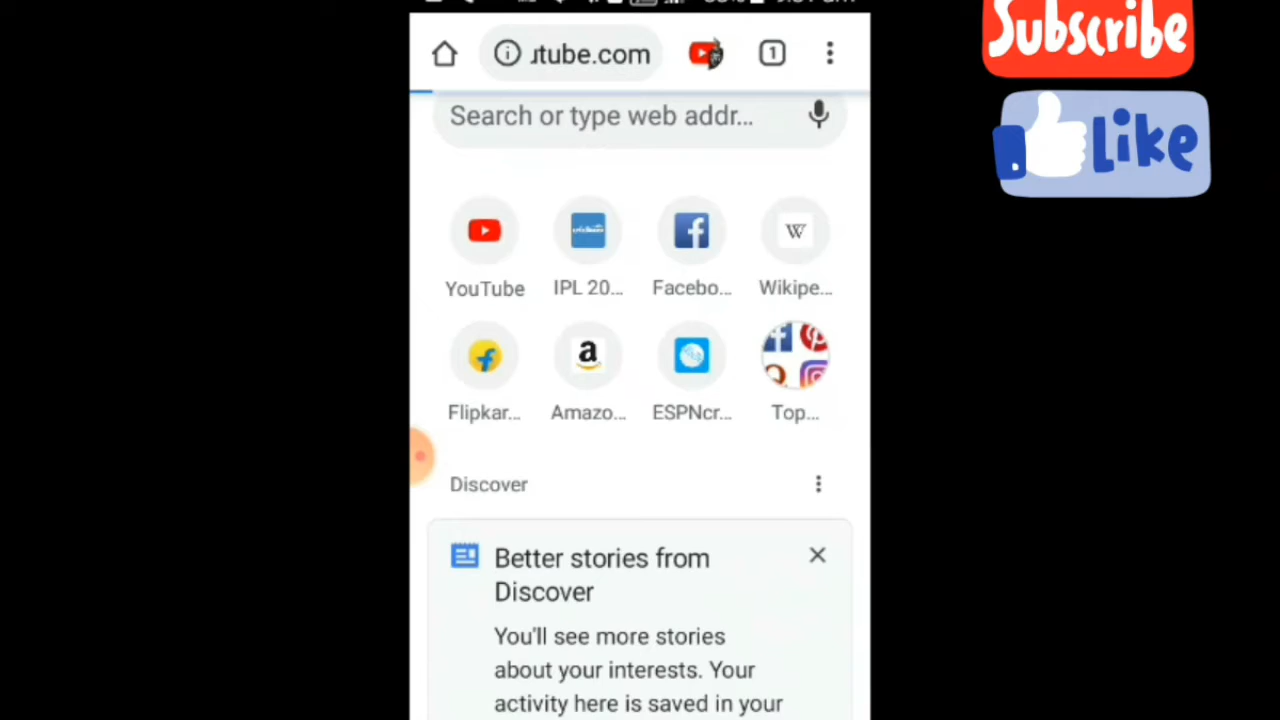 Subscribe
ıtube.com
1
Like
Search or type web addr...
W
YouTube
IPL 20...
Facebo...
Wikipe...
a
Flipkar...
Amazo...
ESPNcr...
Top...
Discover
Better stories from
Discover
You'll see more stories
about your interests. Your
activity here is saved in your